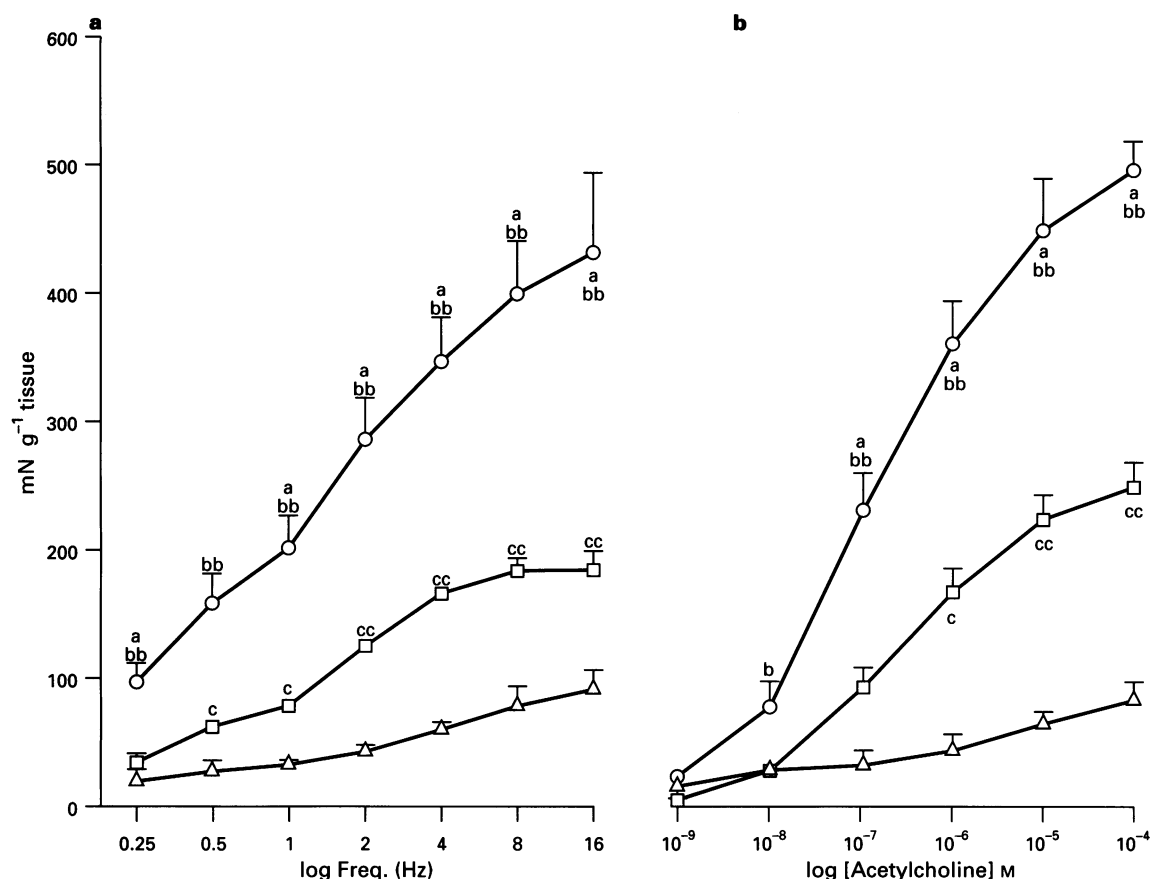 a
b
600
500
400
300
200
100
0
mN g⁻¹ tissue
a
bb
bb
a
bb
a
bb
a
bb
a
bb
a
bb
c
c
cc
cc
cc
cc
0.25 0.5 1 2 4 8 16
log Freq. (Hz)
b
a
bb
a
bb
a
bb
a
bb
c
cc
cc
10⁻⁹ 10⁻⁸ 10⁻⁷ 10⁻⁶ 10⁻⁵ 10⁻⁴
log [Acetylcholine] M